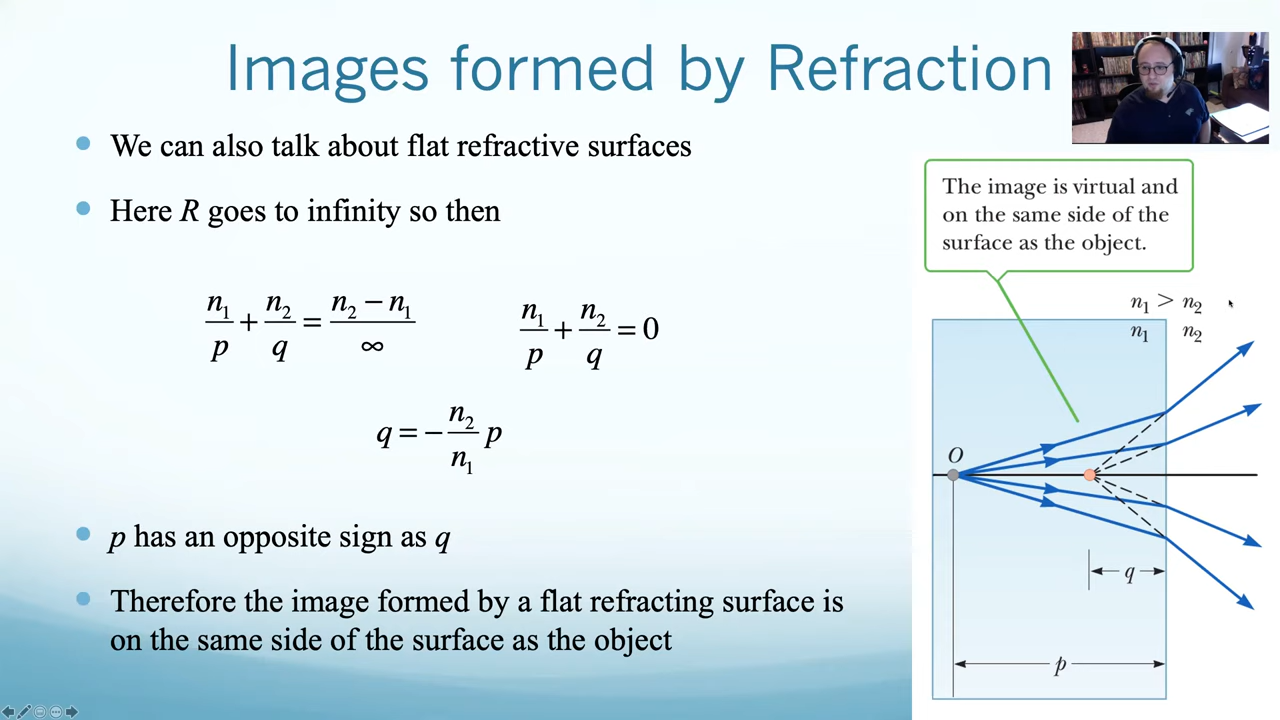 Images formed by Refraction
We can also talk about flat refractive surfaces
Here R goes to infinity so then
n₁/p + n₂/q = (n₂ − n₁)/∞
n₁/p + n₂/q = 0
q = −(n₂/n₁) p
p has an opposite sign as q
Therefore the image formed by a flat refracting surface is
on the same side of the surface as the object
The image is virtual and
on the same side of the
surface as the object.
n₁ > n₂
n₁ n₂
O
q
p